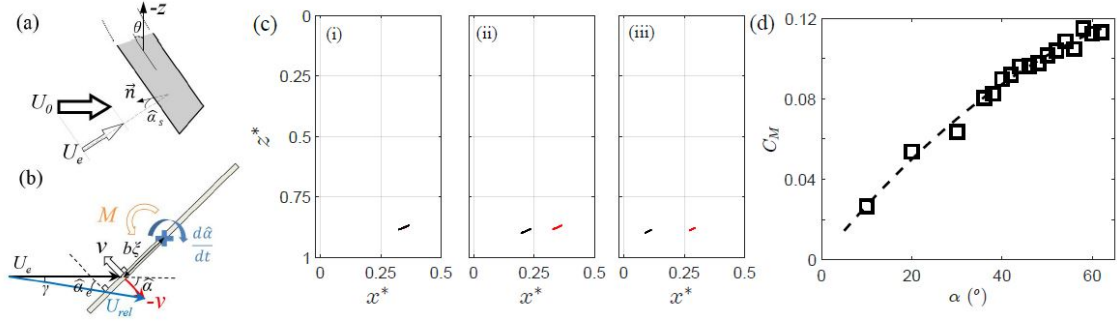 (a)
-z
θ
n⃗
U₀
α̂ₛ
Uₑ
(b)
M
dα̂/dt
v
bξ
Uₑ
α̂ₑ
α̂
γ
U_rel
-v
(c)
(i)
(ii)
(iii)
0
0.25
0.5
0.75
1
z*
0 0.25 0.5
0 0.25 0.5
0 0.25 0.5
x*
x*
x*
(d)
0.12
0.08
0.04
0
C_M
0 20 40 60
α (°)